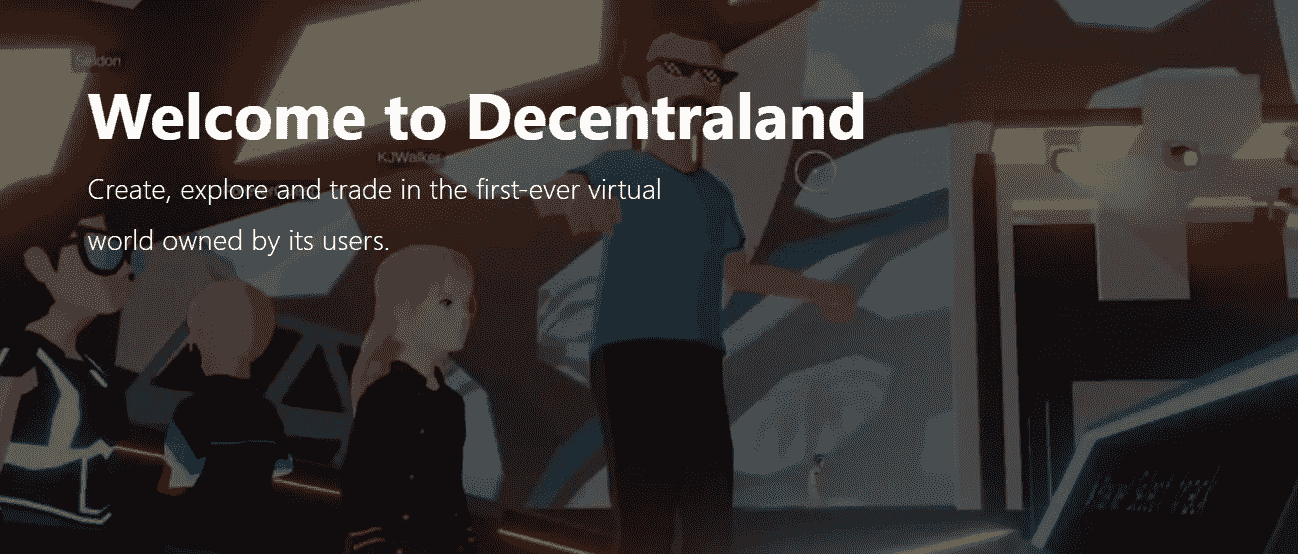 Seldon
Welcome to Decentraland
KJWalker
Create, explore and trade in the first-ever virtual
world owned by its users.